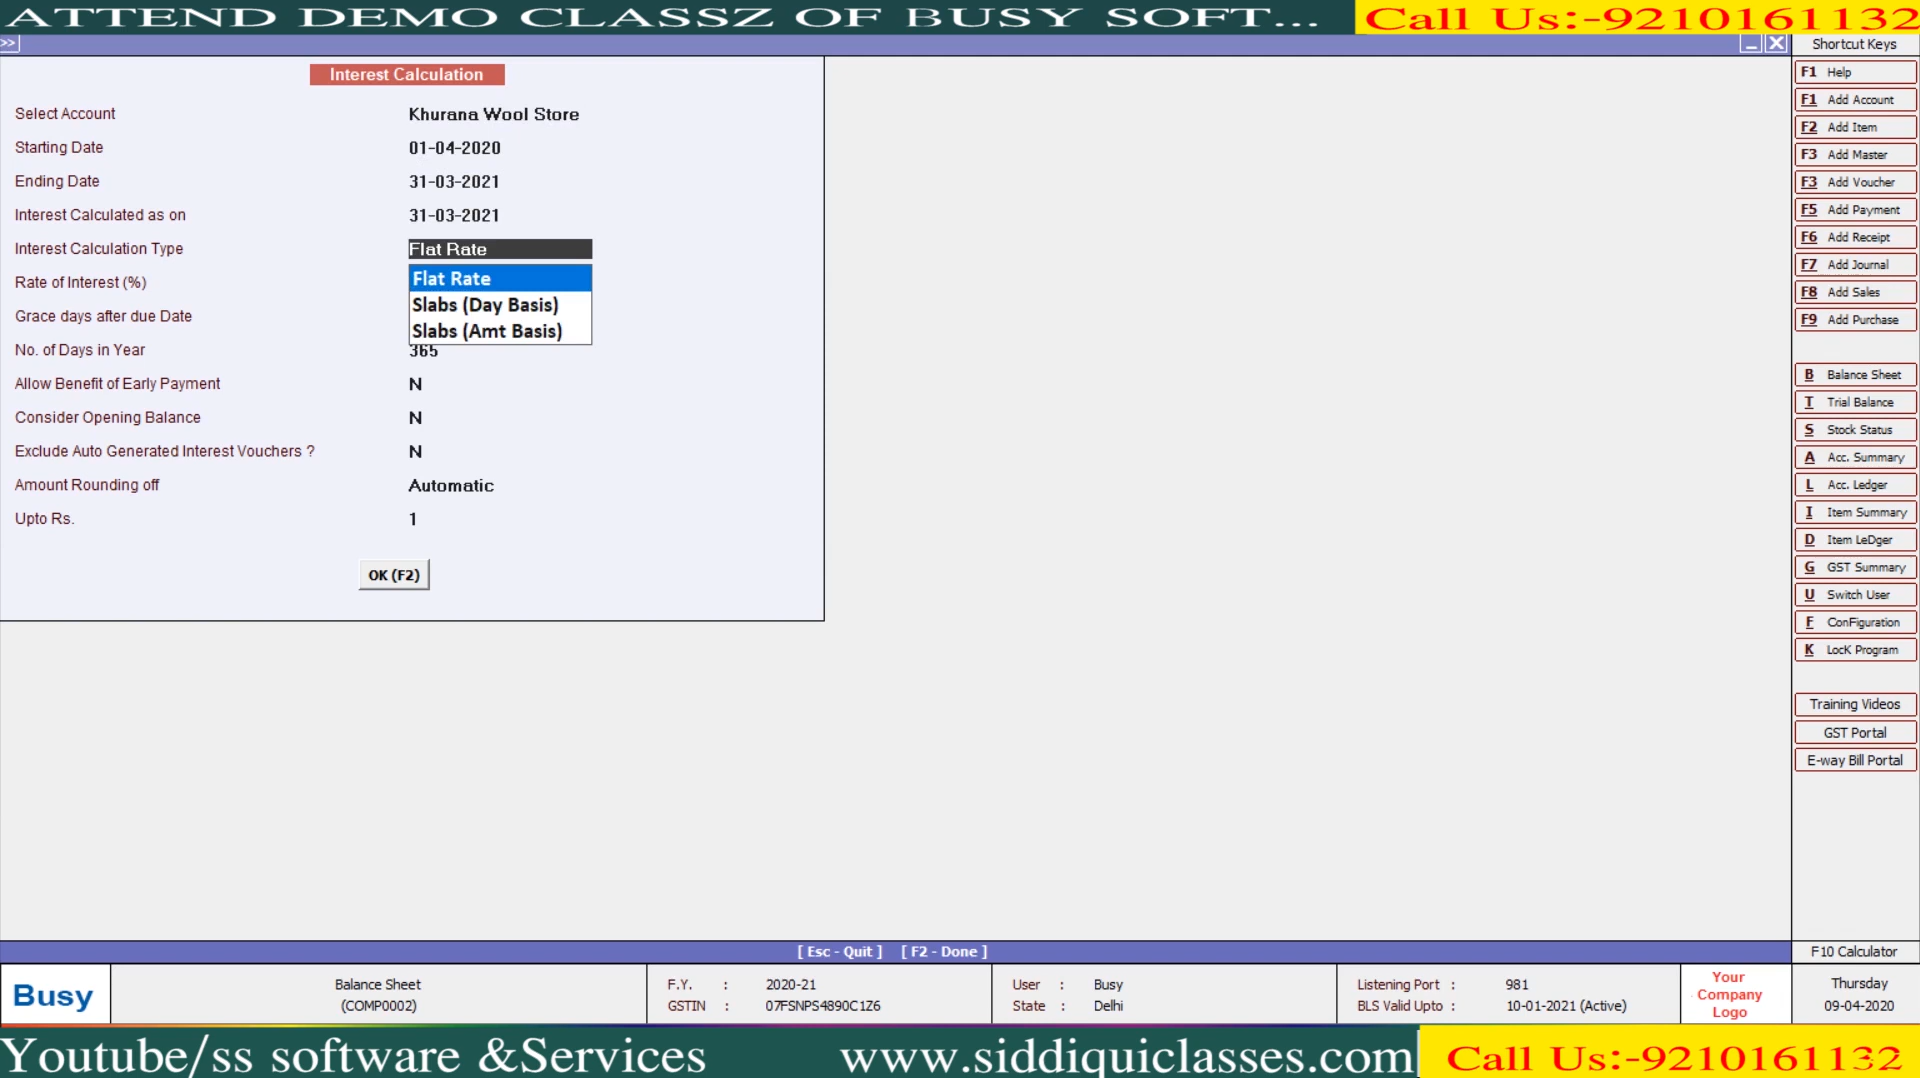 ATTEND DEMO CLASSZ OF BUSY SOFT...
Call Us:-9210161132
>>
Shortcut Keys
Interest Calculation
Select Account Khurana Wool Store
Starting Date 01-04-2020
Ending Date 31-03-2021
Interest Calculated as on 31-03-2021
Interest Calculation Type Flat Rate
Rate of Interest (%)
Flat Rate
Slabs (Day Basis)
Slabs (Amt Basis)
Grace days after due Date
No. of Days in Year 365
Allow Benefit of Early Payment N
Consider Opening Balance N
Exclude Auto Generated Interest Vouchers ? N
Amount Rounding off Automatic
Upto Rs. 1
OK (F2)
F1 Help
F1 Add Account
F2 Add Item
F3 Add Master
F3 Add Voucher
F5 Add Payment
F6 Add Receipt
F7 Add Journal
F8 Add Sales
F9 Add Purchase
B Balance Sheet
T Trial Balance
S Stock Status
A Acc. Summary
L Acc. Ledger
I Item Summary
D Item LeDger
G GST Summary
U Switch User
F ConFiguration
K LocK Program
Training Videos
GST Portal
E-way Bill Portal
[ Esc - Quit ] [ F2 - Done ]
F10 Calculator
Busy
Balance Sheet
(COMP0002)
F.Y. : 2020-21
GSTIN : 07FSNPS4890C1Z6
User : Busy
State : Delhi
Listening Port : 981
BLS Valid Upto : 10-01-2021 (Active)
Your
Company
Logo
Thursday
09-04-2020
Youtube/ss software &Services
www.siddiquiclasses.com
Call Us:-9210161132